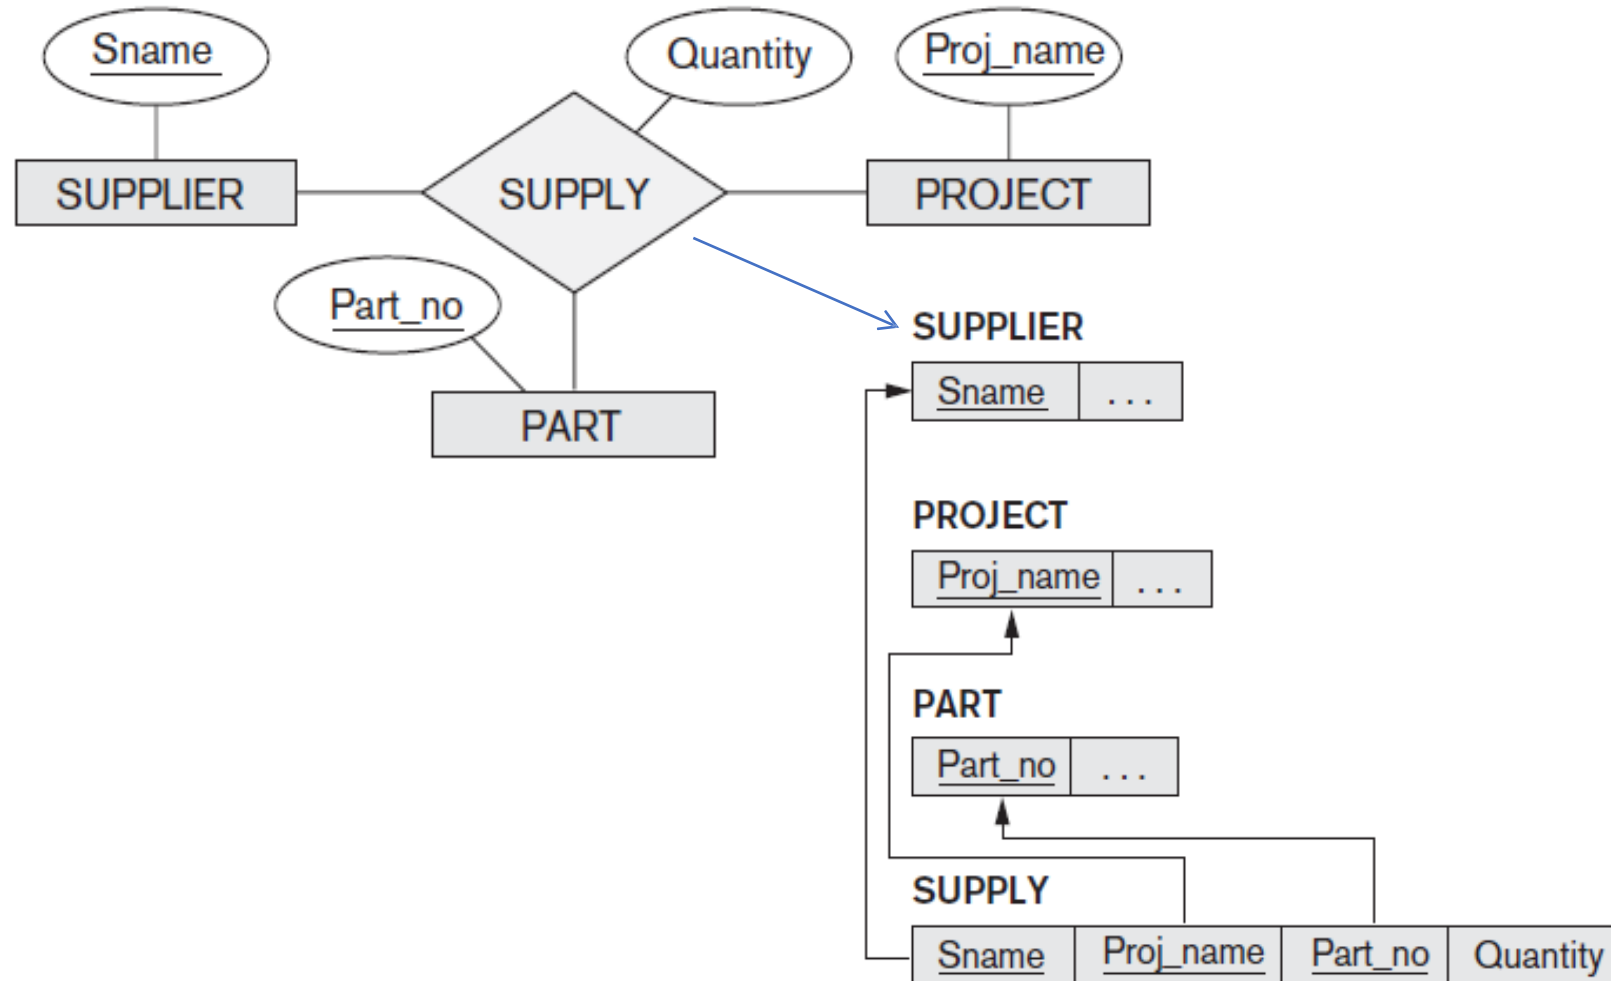 Sname
Quantity
Proj_name
SUPPLIER
SUPPLY
PROJECT
Part_no
PART
SUPPLIER
Sname
. . .
PROJECT
Proj_name
. . .
PART
Part_no
. . .
SUPPLY
Sname
Proj_name
Part_no
Quantity